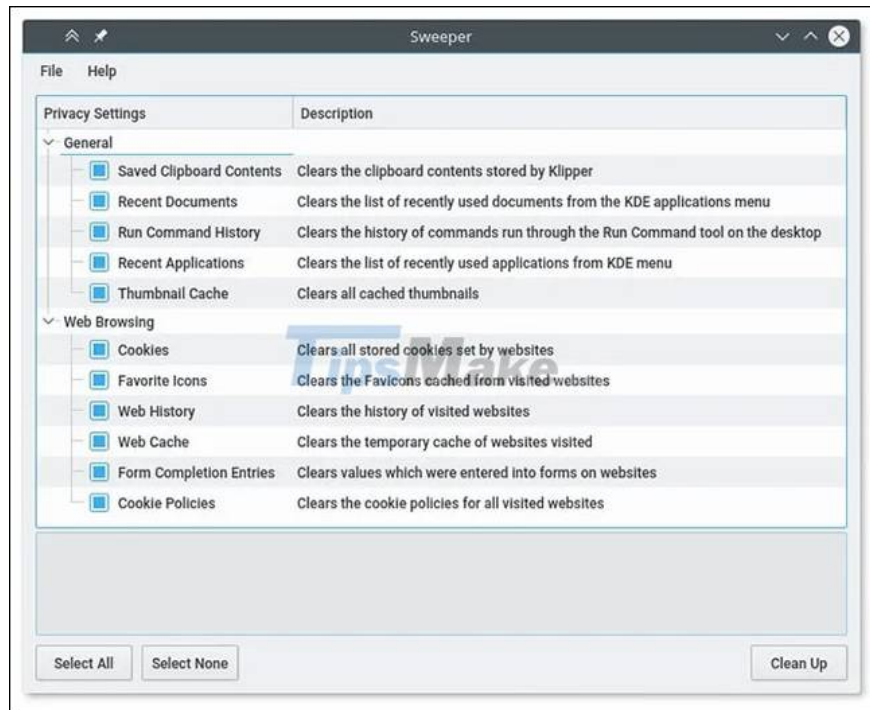 Sweeper
File Help
Privacy Settings Description
General
Saved Clipboard Contents Clears the clipboard contents stored by Klipper
Recent Documents Clears the list of recently used documents from the KDE applications menu
Run Command History Clears the history of commands run through the Run Command tool on the desktop
Recent Applications Clears the list of recently used applications from KDE menu
Thumbnail Cache Clears all cached thumbnails
Web Browsing
Cookies Clears all stored cookies set by websites
TipsMake
Favorite Icons Clears the Favicons cached from visited websites
Web History Clears the history of visited websites
Web Cache Clears the temporary cache of websites visited
Form Completion Entries Clears values which were entered into forms on websites
Cookie Policies Clears the cookie policies for all visited websites
Select All Select None Clean Up